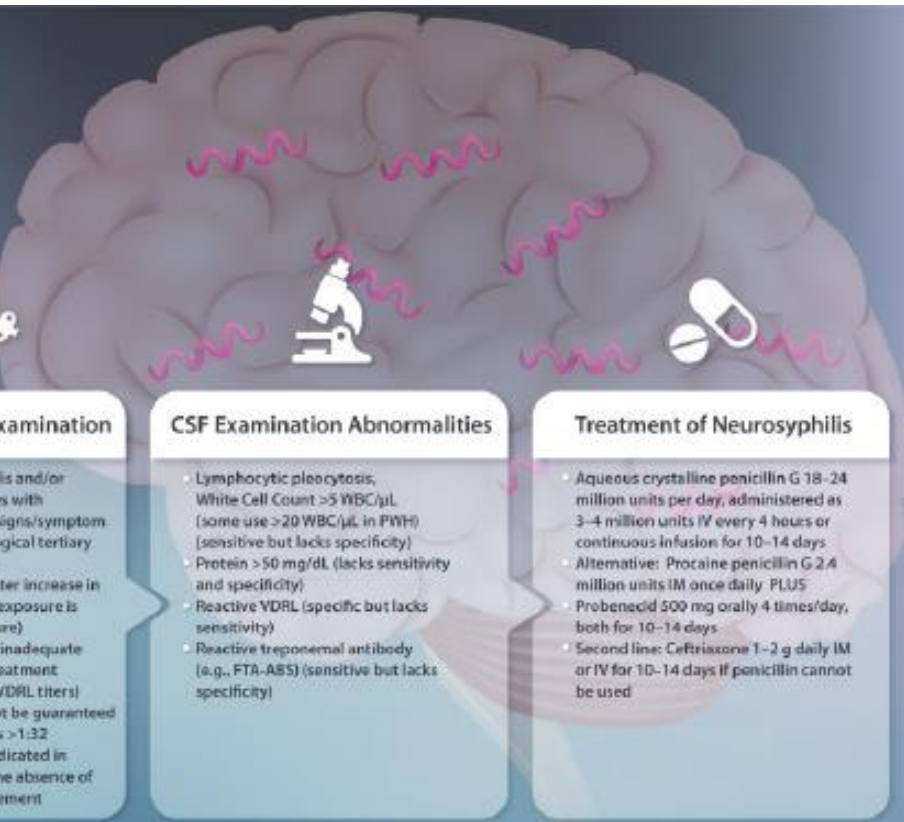 xamination
is and/or
s with
signs/symptom
gical tertiary
ter increase in
exposure is
ure)
inadequate
eatment
VDRL titers)
t be guaranteed
s >1:32
dicated in
he absence of
ement
CSF Examination Abnormalities
Lymphocytic pleocytosis,
White Cell Count >5 WBC/µL
(some use >20 WBC/µL in PWH)
(sensitive but lacks specificity)
Protein >50 mg/dL (lacks sensitivity
and specificity)
Reactive VDRL (specific but lacks
sensitivity)
Reactive treponemal antibody
(e.g., FTA-ABS) (sensitive but lacks
specificity)
Treatment of Neurosyphilis
Aqueous crystalline penicillin G 18–24
million units per day, administered as
3–4 million units IV every 4 hours or
continuous infusion for 10–14 days
Alternative: Procaine penicillin G 2.4
million units IM once daily PLUS
Probenecid 500 mg orally 4 times/day,
both for 10–14 days
Second line: Ceftriaxone 1–2 g daily IM
or IV for 10–14 days if penicillin cannot
be used